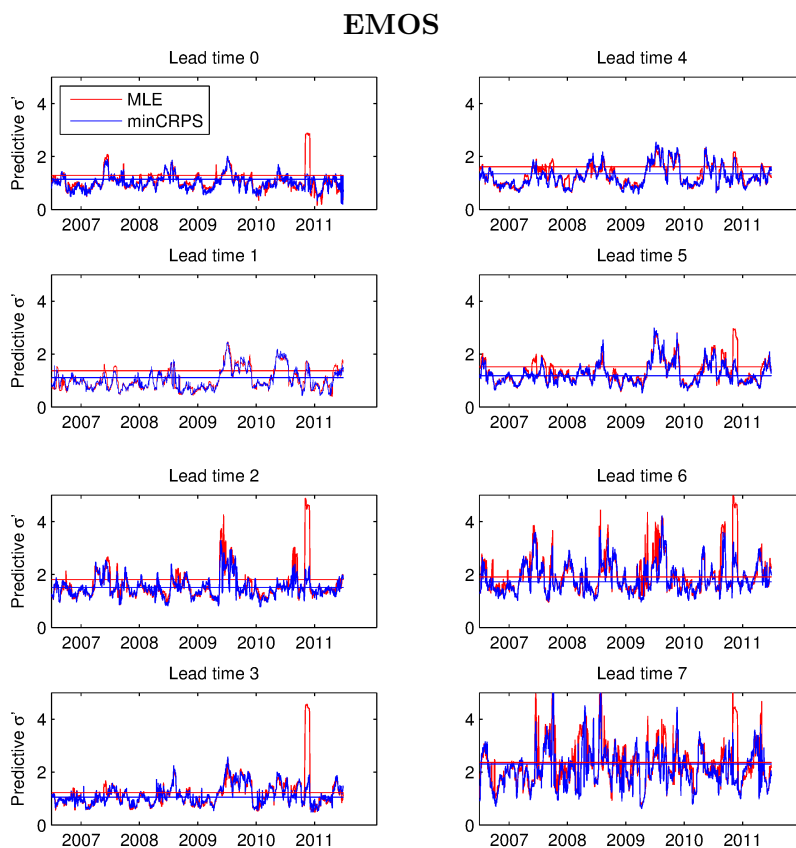 EMOS
Lead time 0
Predictive σ'
4
2
0
MLE
minCRPS
2007 2008 2009 2010 2011
Lead time 4
4
2
0
2007 2008 2009 2010 2011
Lead time 1
Predictive σ'
4
2
0
2007 2008 2009 2010 2011
Lead time 5
4
2
0
2007 2008 2009 2010 2011
Lead time 2
Predictive σ'
4
2
0
2007 2008 2009 2010 2011
Lead time 6
4
2
0
2007 2008 2009 2010 2011
Lead time 3
Predictive σ'
4
2
0
2007 2008 2009 2010 2011
Lead time 7
4
2
0
2007 2008 2009 2010 2011